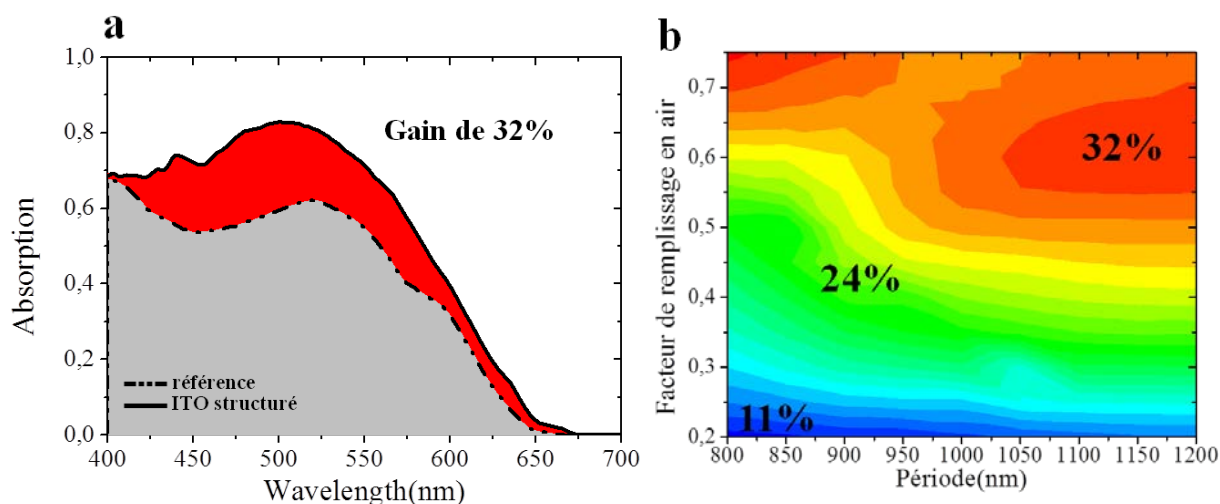 a
1,0
0,8
0,6
0,4
0,2
0,0
Absorption
Gain de 32%
référence
ITO structuré
400 450 500 550 600 650 700
Wavelength(nm)
b
0,7
0,6
0,5
0,4
0,3
0,2
Facteur de remplissage en air
32%
24%
11%
800 850 900 950 1000 1050 1100 1150 1200
Période(nm)